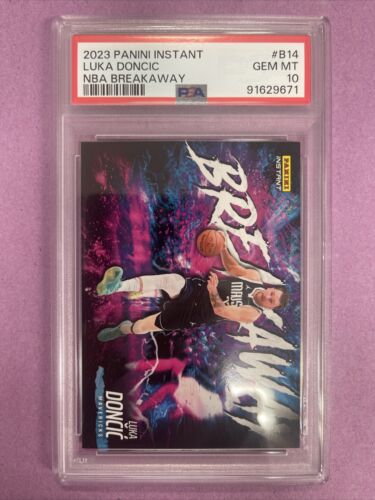 2023 PANINI INSTANT #B14
LUKA DONCIC GEM MT
NBA BREAKAWAY 10
PSA 91629671
PANINI
INSTANT
BREAKAWAY
MAVS
LUKA
DONČIĆ
MAVERICKS